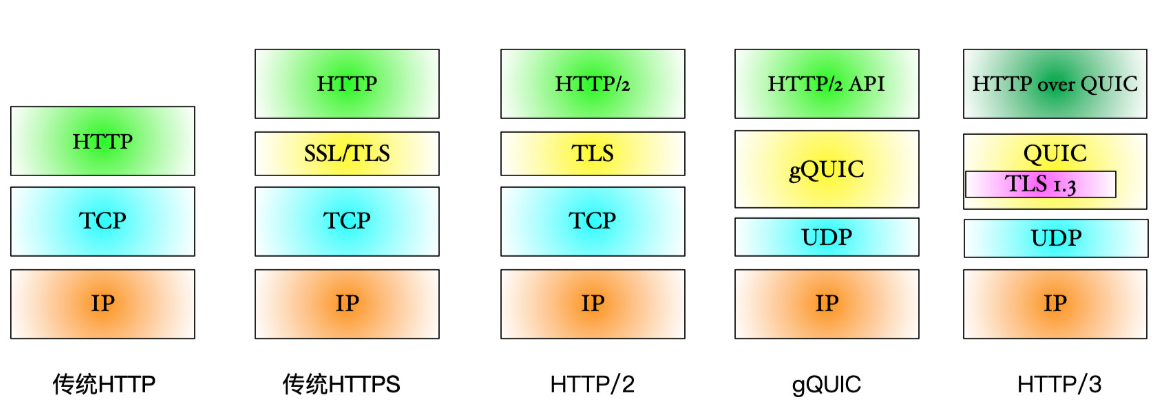 HTTP
TCP
IP
传统HTTP
HTTP
SSL/TLS
TCP
IP
传统HTTPS
HTTP/2
TLS
TCP
IP
HTTP/2
HTTP/2 API
gQUIC
UDP
IP
gQUIC
HTTP over QUIC
QUIC
TLS 1.3
UDP
IP
HTTP/3